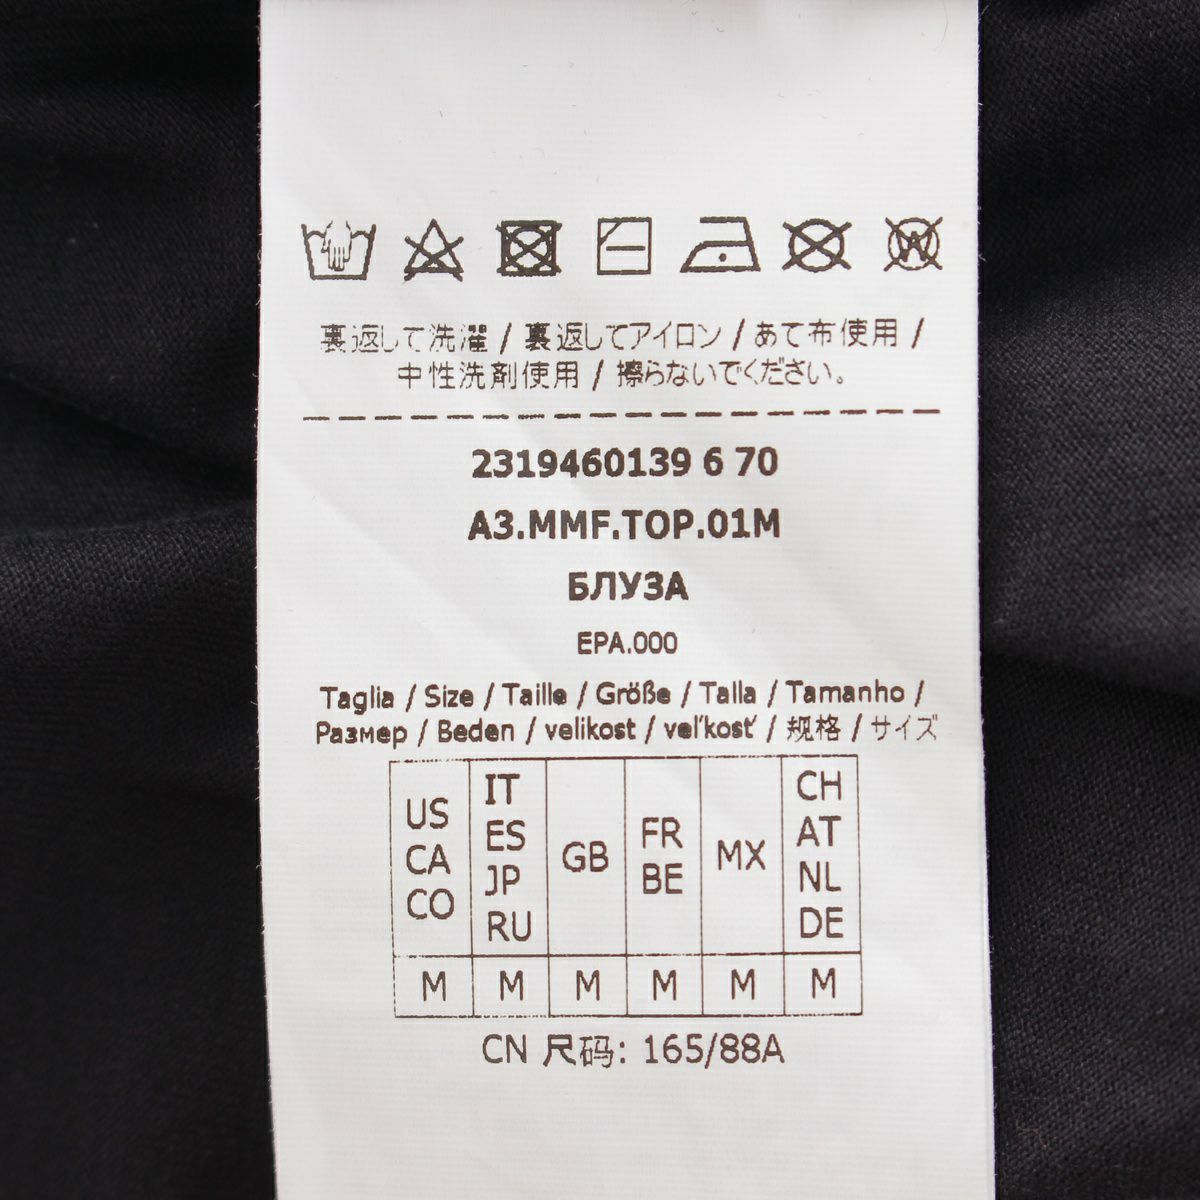 裏返して洗濯 / 裏返してアイロン / あて布使用 /
中性洗剤使用 / 擦らないでください。
2319460139 6 70
A3.MMF.TOP.01M
БЛУЗА
EPA.000
Taglia / Size / Taille / Größe / Talla / Tamanho /
Размер / Beden / velikost / veľkosť / 规格 / サイズ
US CA CO
IT ES JP RU
GB
FR BE
MX
CH AT NL DE
M M M M M M
CN 尺码: 165/88A